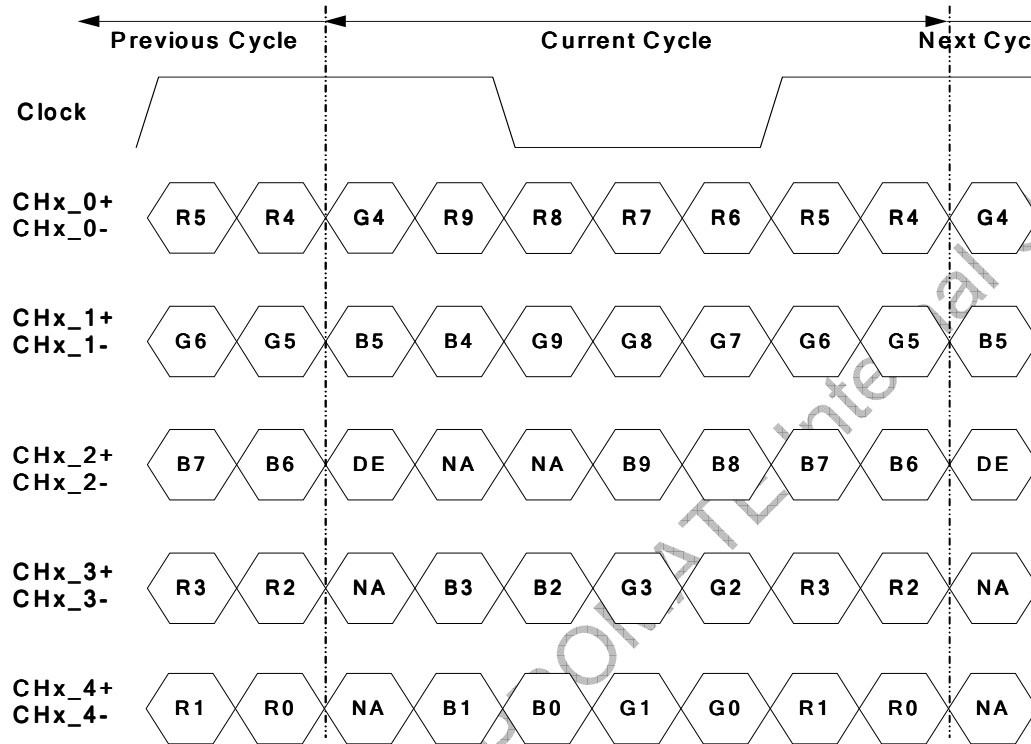 Previous Cycle Current Cycle Next Cyc
Clock
CHx_0+
CHx_0-
R5 R4 G4 R9 R8 R7 R6 R5 R4 G4
CHx_1+
CHx_1-
G6 G5 B5 B4 G9 G8 G7 G6 G5 B5
CHx_2+
CHx_2-
B7 B6 DE NA NA B9 B8 B7 B6 DE
CHx_3+
CHx_3-
R3 R2 NA B3 B2 G3 G2 R3 R2 NA
CHx_4+
CHx_4-
R1 R0 NA B1 B0 G1 G0 R1 R0 NA